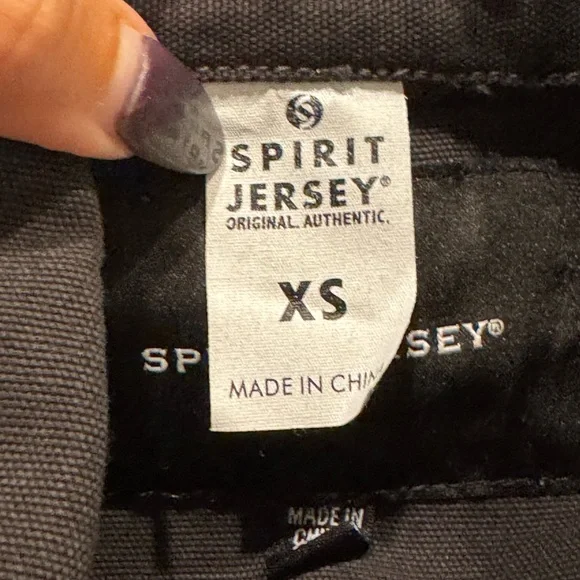 SPIRIT
JERSEY®
ORIGINAL. AUTHENTIC.
XS
MADE IN
SEY®
MADE IN